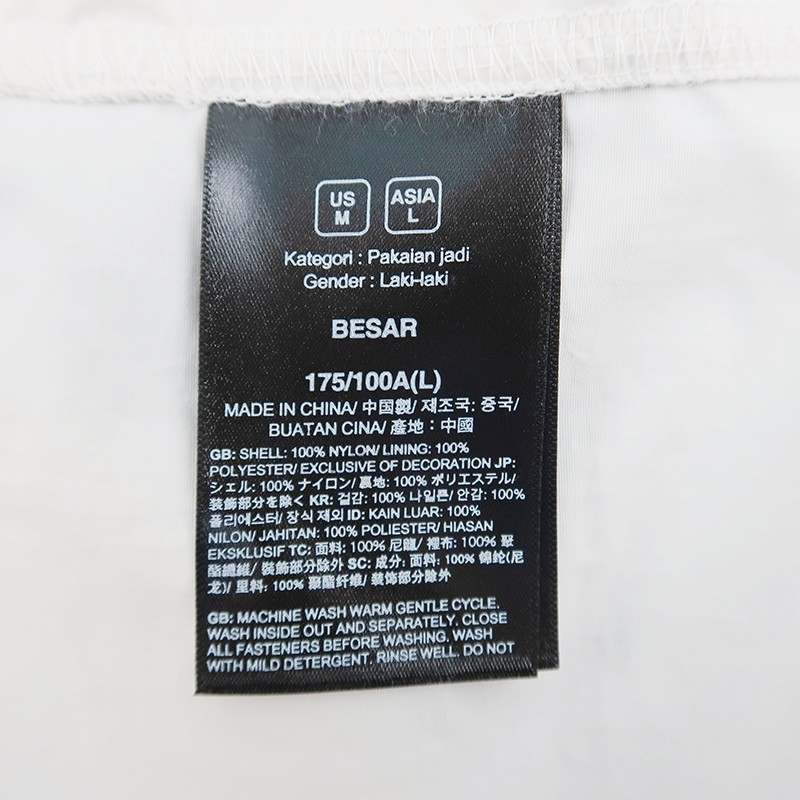 US
M
ASIA
L
Kategori : Pakaian jadi
Gender : Laki-laki
BESAR
175/100A(L)
MADE IN CHINA/ 中国製/ 제조국: 중국/
BUATAN CINA/ 產地：中國
GB: SHELL: 100% NYLON/ LINING: 100%
POLYESTER/ EXCLUSIVE OF DECORATION JP:
シェル: 100% ナイロン/ 裏地: 100% ポリエステル/
装飾部分を除く KR: 겉감: 100% 나일론/ 안감: 100%
폴리에스터/ 장식 제외 ID: KAIN LUAR: 100%
NILON/ JAHITAN: 100% POLIESTER/ HIASAN
EKSKLUSIF TC: 面料: 100% 尼龍/ 裡布: 100% 聚
酯纖維/ 裝飾部分除外 SC: 成分: 面料: 100% 锦纶(尼
龙)/ 里料: 100% 聚酯纤维/ 装饰部分除外
GB: MACHINE WASH WARM GENTLE CYCLE.
WASH INSIDE OUT AND SEPARATELY. CLOSE
ALL FASTENERS BEFORE WASHING. WASH
WITH MILD DETERGENT. RINSE WELL. DO NOT